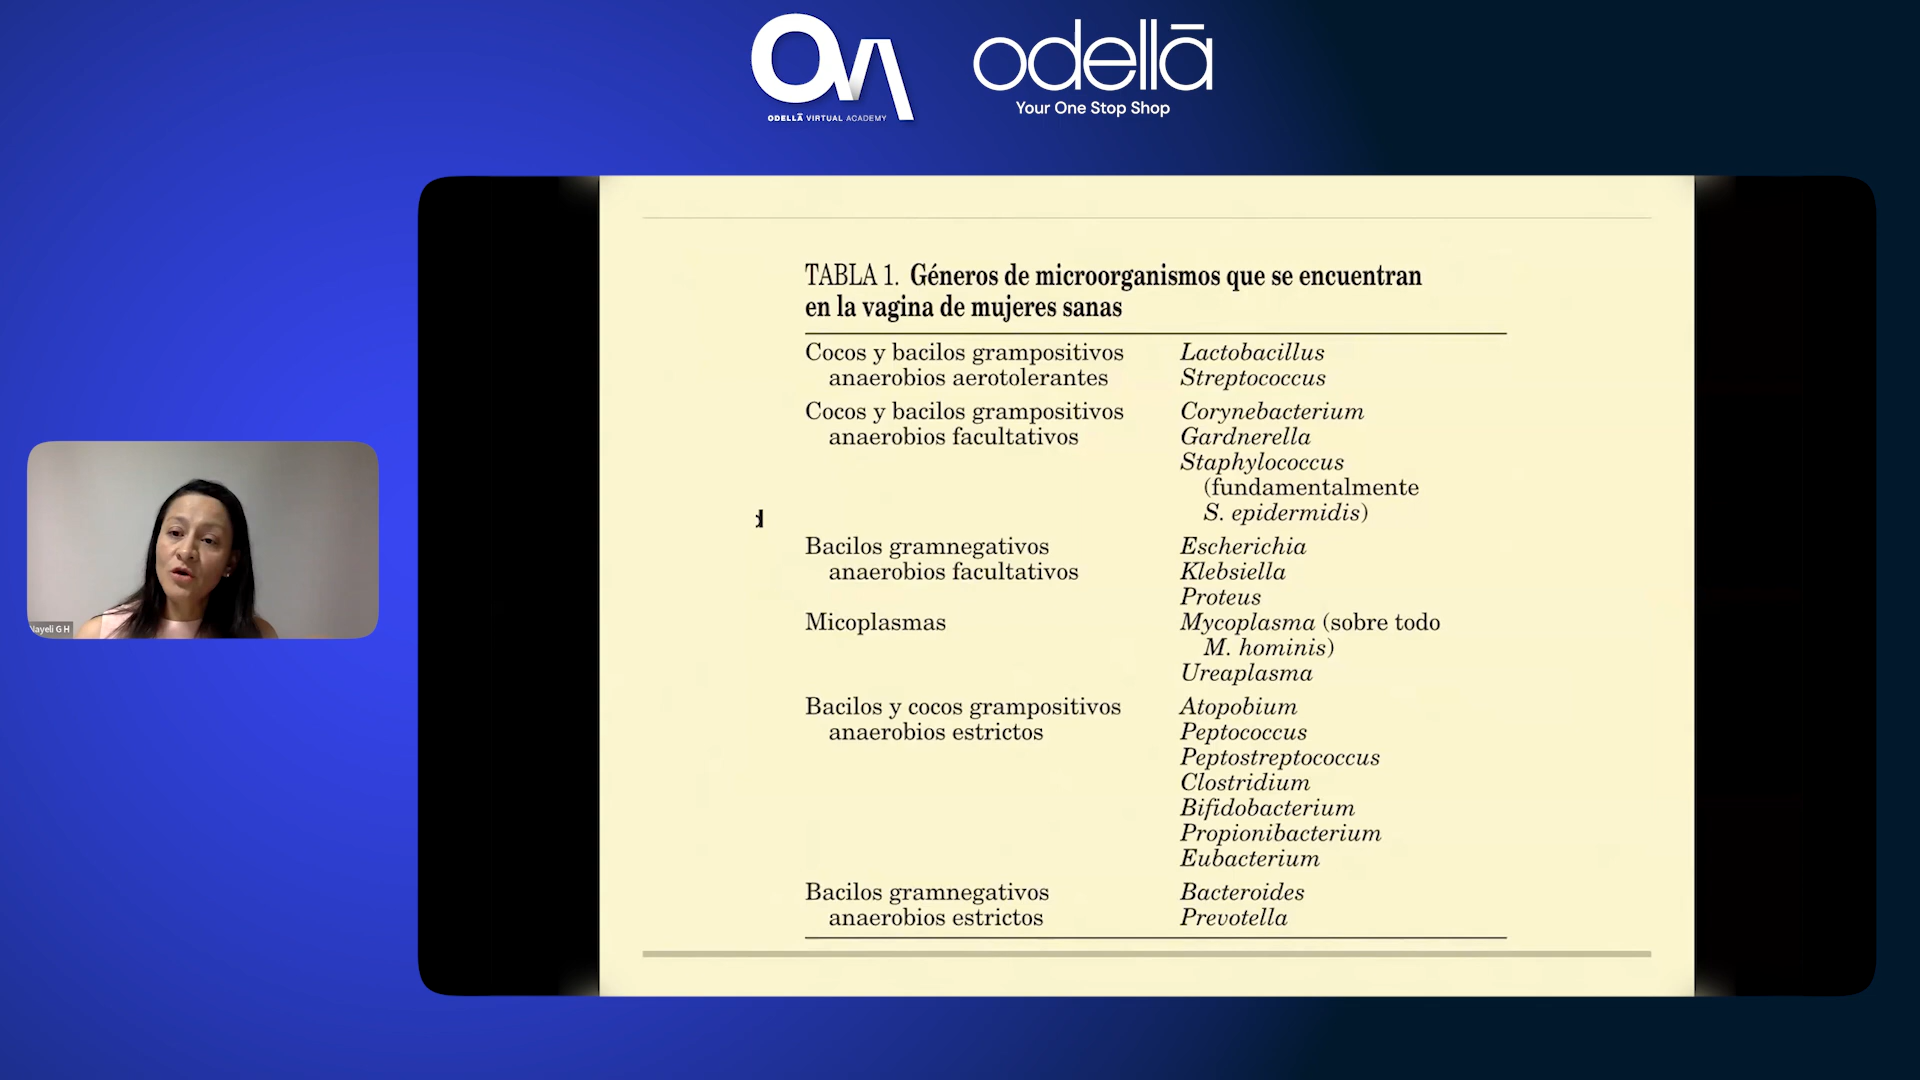 OVA
ODELLĀ VIRTUAL ACADEMY
odellā
Your One Stop Shop
TABLA 1. Géneros de microorganismos que se encuentran
en la vagina de mujeres sanas
Cocos y bacilos grampositivos
anaerobios aerotolerantes
Lactobacillus
Streptococcus
Cocos y bacilos grampositivos
anaerobios facultativos
Corynebacterium
Gardnerella
Staphylococcus
(fundamentalmente
S. epidermidis)
d
Bacilos gramnegativos
anaerobios facultativos
Escherichia
Klebsiella
Proteus
Micoplasmas
Mycoplasma (sobre todo
M. hominis)
Ureaplasma
Bacilos y cocos grampositivos
anaerobios estrictos
Atopobium
Peptococcus
Peptostreptococcus
Clostridium
Bifidobacterium
Propionibacterium
Eubacterium
Bacilos gramnegativos
anaerobios estrictos
Bacteroides
Prevotella
Nayeli G H